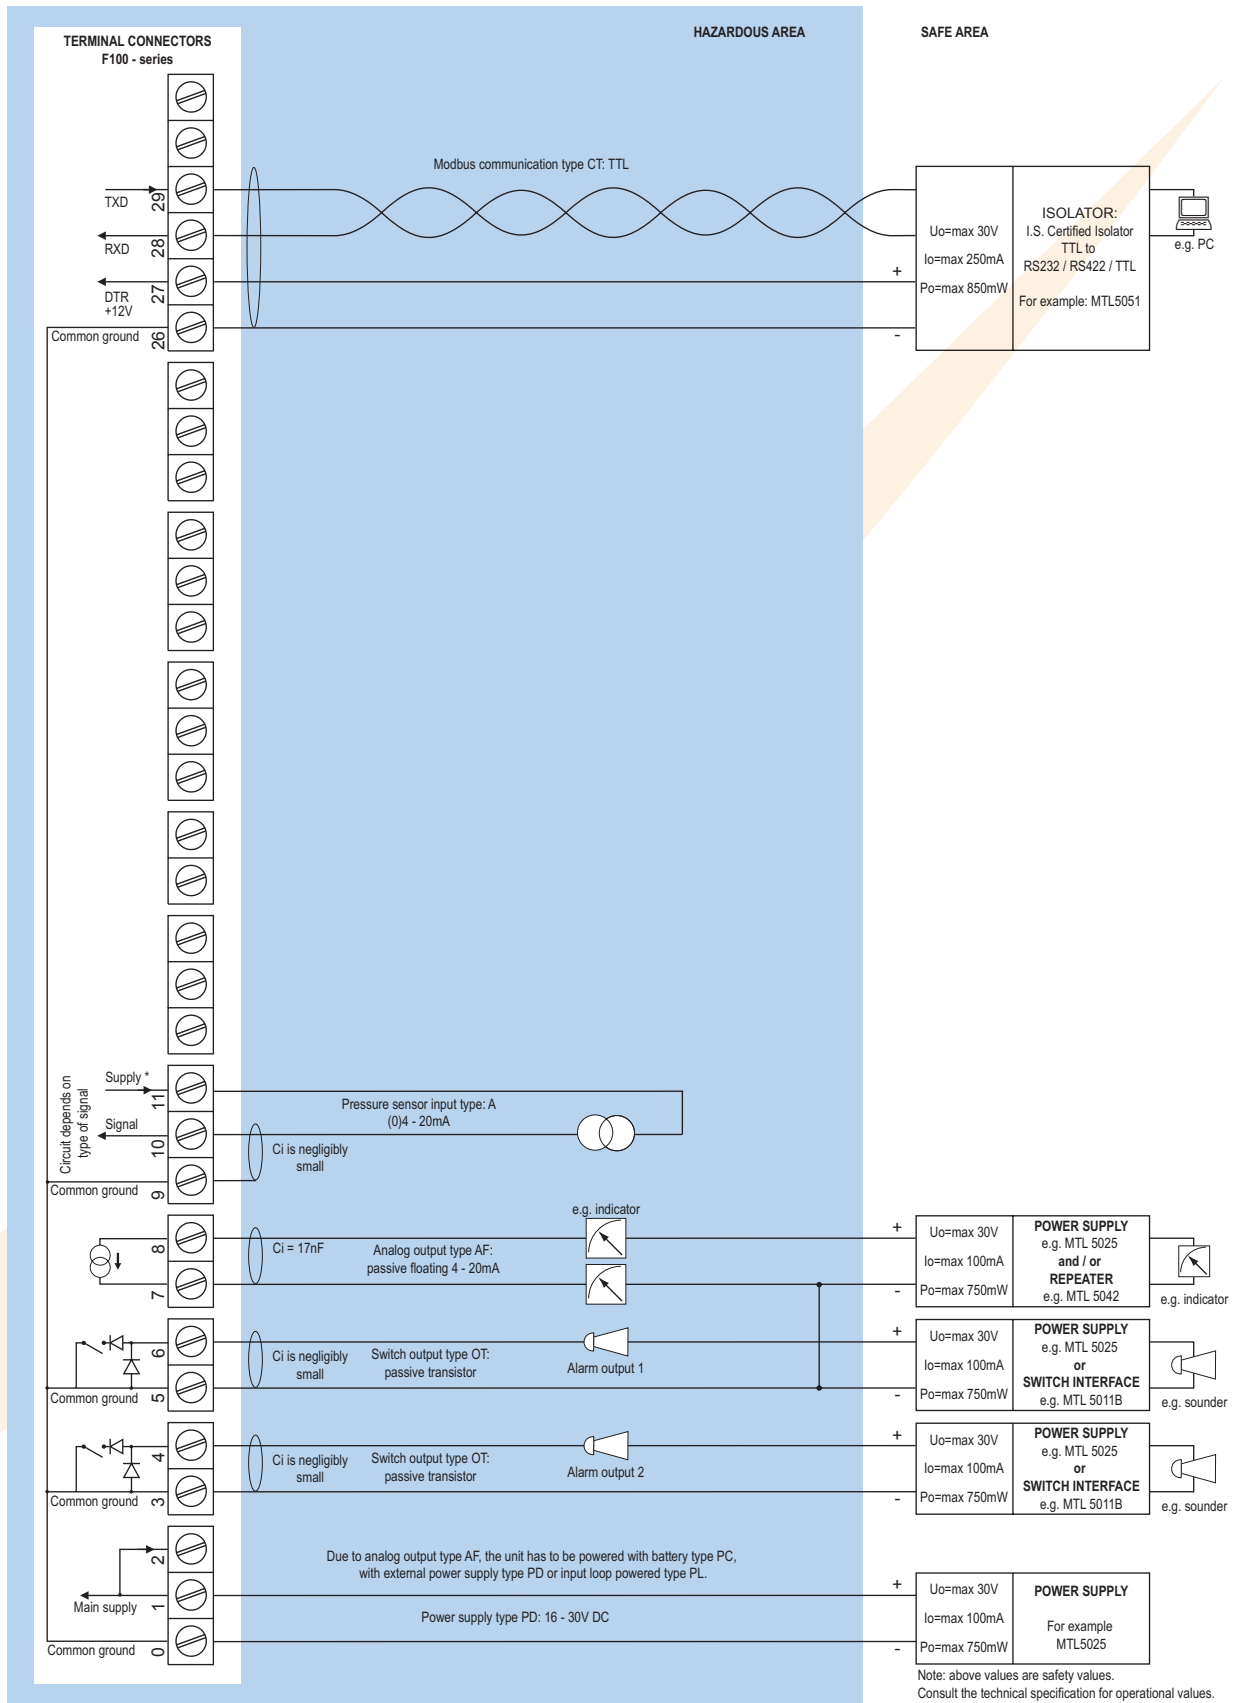 HAZARDOUS AREA
SAFE AREA
TERMINAL CONNECTORS
F100 - series
Modbus communication type CT: TTL
TXD
29
RXD
28
DTR
+12V
27
Common ground
26
+
-
Uo=max 30V
Io=max 250mA
Po=max 850mW
ISOLATOR:
I.S. Certified Isolator
TTL to
RS232 / RS422 / TTL
For example: MTL5051
e.g. PC
Circuit depends on
type of signal
Supply *
11
Signal
10
Common ground
9
Pressure sensor input type: A
(0)4 - 20mA
Ci is negligibly
small
8
7
Ci = 17nF
Analog output type AF:
passive floating 4 - 20mA
e.g. indicator
+
-
Uo=max 30V
Io=max 100mA
Po=max 750mW
POWER SUPPLY
e.g. MTL 5025
and / or
REPEATER
e.g. MTL 5042
e.g. indicator
6
Common ground
5
Ci is negligibly
small
Switch output type OT:
passive transistor
Alarm output 1
+
-
Uo=max 30V
Io=max 100mA
Po=max 750mW
POWER SUPPLY
e.g. MTL 5025
or
SWITCH INTERFACE
e.g. MTL 5011B
e.g. sounder
4
Common ground
3
Ci is negligibly
small
Switch output type OT:
passive transistor
Alarm output 2
+
-
Uo=max 30V
Io=max 100mA
Po=max 750mW
POWER SUPPLY
e.g. MTL 5025
or
SWITCH INTERFACE
e.g. MTL 5011B
e.g. sounder
2
Main supply
1
Common ground
0
Due to analog output type AF, the unit has to be powered with battery type PC,
with external power supply type PD or input loop powered type PL.
Power supply type PD: 16 - 30V DC
+
-
Uo=max 30V
Io=max 100mA
Po=max 750mW
POWER SUPPLY
For example
MTL5025
Note: above values are safety values.
Consult the technical specification for operational values.